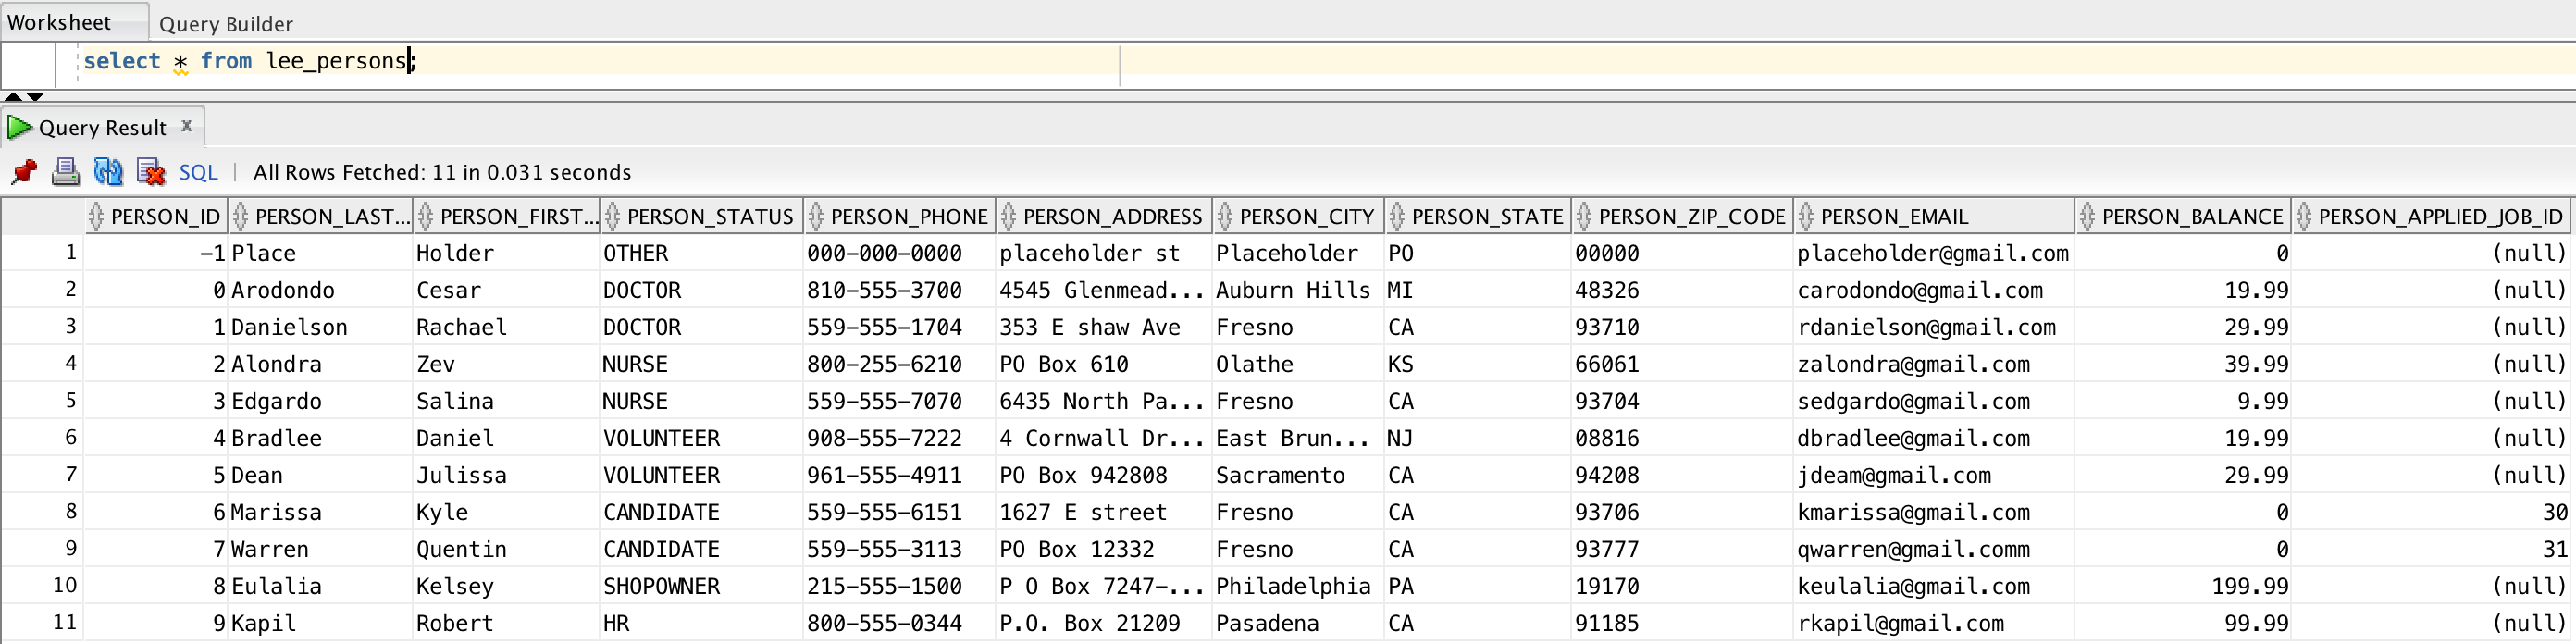 Worksheet Query Builder
select * from lee_persons;
Query Result x
SQL | All Rows Fetched: 11 in 0.031 seconds
PERSON_ID PERSON_LAST... PERSON_FIRST... PERSON_STATUS PERSON_PHONE PERSON_ADDRESS PERSON_CITY PERSON_STATE PERSON_ZIP_CODE PERSON_EMAIL PERSON_BALANCE PERSON_APPLIED_JOB_ID
1 -1 Place Holder OTHER 000-000-0000 placeholder st Placeholder PO 00000 placeholder@gmail.com 0 (null)
2 0 Arodondo Cesar DOCTOR 810-555-3700 4545 Glenmead... Auburn Hills MI 48326 carodondo@gmail.com 19.99 (null)
3 1 Danielson Rachael DOCTOR 559-555-1704 353 E shaw Ave Fresno CA 93710 rdanielson@gmail.com 29.99 (null)
4 2 Alondra Zev NURSE 800-255-6210 PO Box 610 Olathe KS 66061 zalondra@gmail.com 39.99 (null)
5 3 Edgardo Salina NURSE 559-555-7070 6435 North Pa... Fresno CA 93704 sedgardo@gmail.com 9.99 (null)
6 4 Bradlee Daniel VOLUNTEER 908-555-7222 4 Cornwall Dr... East Brun... NJ 08816 dbradlee@gmail.com 19.99 (null)
7 5 Dean Julissa VOLUNTEER 961-555-4911 PO Box 942808 Sacramento CA 94208 jdeam@gmail.com 29.99 (null)
8 6 Marissa Kyle CANDIDATE 559-555-6151 1627 E street Fresno CA 93706 kmarissa@gmail.com 0 30
9 7 Warren Quentin CANDIDATE 559-555-3113 PO Box 12332 Fresno CA 93777 qwarren@gmail.comm 0 31
10 8 Eulalia Kelsey SHOPOWNER 215-555-1500 P O Box 7247-... Philadelphia PA 19170 keulalia@gmail.com 199.99 (null)
11 9 Kapil Robert HR 800-555-0344 P.O. Box 21209 Pasadena CA 91185 rkapil@gmail.com 99.99 (null)